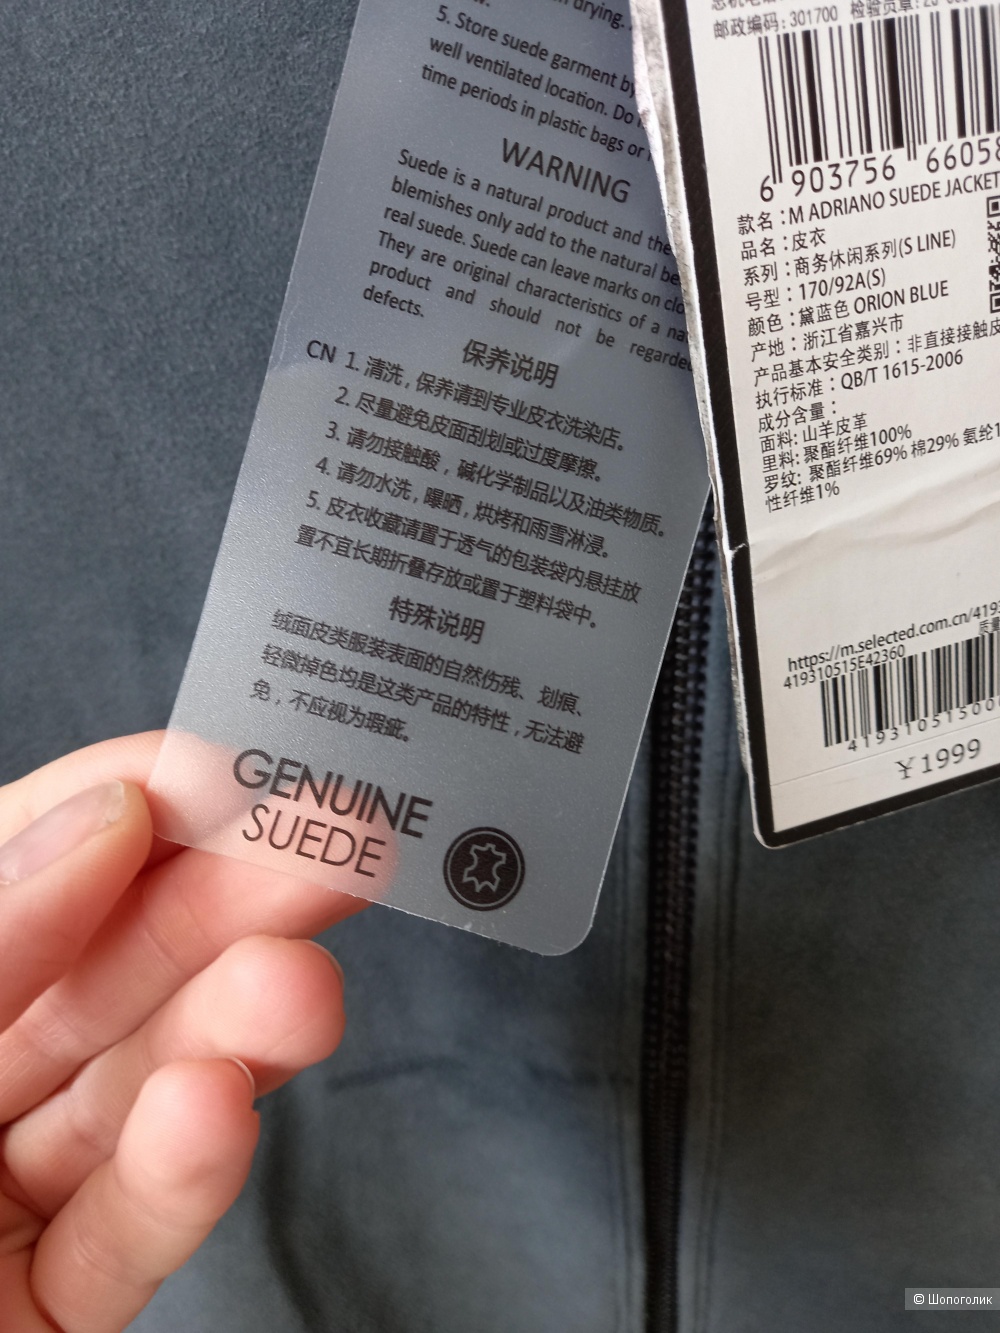 drying.
5. Store suede garment by
well ventilated location. Do
time periods in plastic bags or
WARNING
Suede is a natural product and the
blemishes only add to the natural be
real suede. Suede can leave marks on clo
They are original characteristics of a na
product and should not be regarded
defects.
保养说明
CN 1. 清洗，保养请到专业皮衣洗染店。
2. 尽量避免皮面刮划或过度摩擦。
3. 请勿接触酸，碱化学制品以及油类物质。
4. 请勿水洗，曝晒，烘烤和雨雪淋浸。
5. 皮衣收藏请置于透气的包装袋内悬挂放
置不宜长期折叠存放或置于塑料袋中。
特殊说明
绒面皮类服装表面的自然伤残、划痕、
轻微掉色均是这类产品的特性，无法避
免，不应视为瑕疵。
GENUINE
SUEDE
邮政编码：301700
6 903756 66058
款名：M ADRIANO SUEDE JACKET
品名：皮衣
系列：商务休闲系列(S LINE)
号型：170/92A(S)
颜色：黛蓝色 ORION BLUE
产地：浙江省嘉兴市
产品基本安全类别：非直接接触皮
执行标准：QB/T 1615-2006
成分含量：
面料: 山羊皮革
里料: 聚酯纤维100%
罗纹: 聚酯纤维69% 棉29% 氨纶1
性纤维1%
https://m.selected.com.cn/4193
419310515E42360
质量
41931051500
¥1999
© Шопоголик